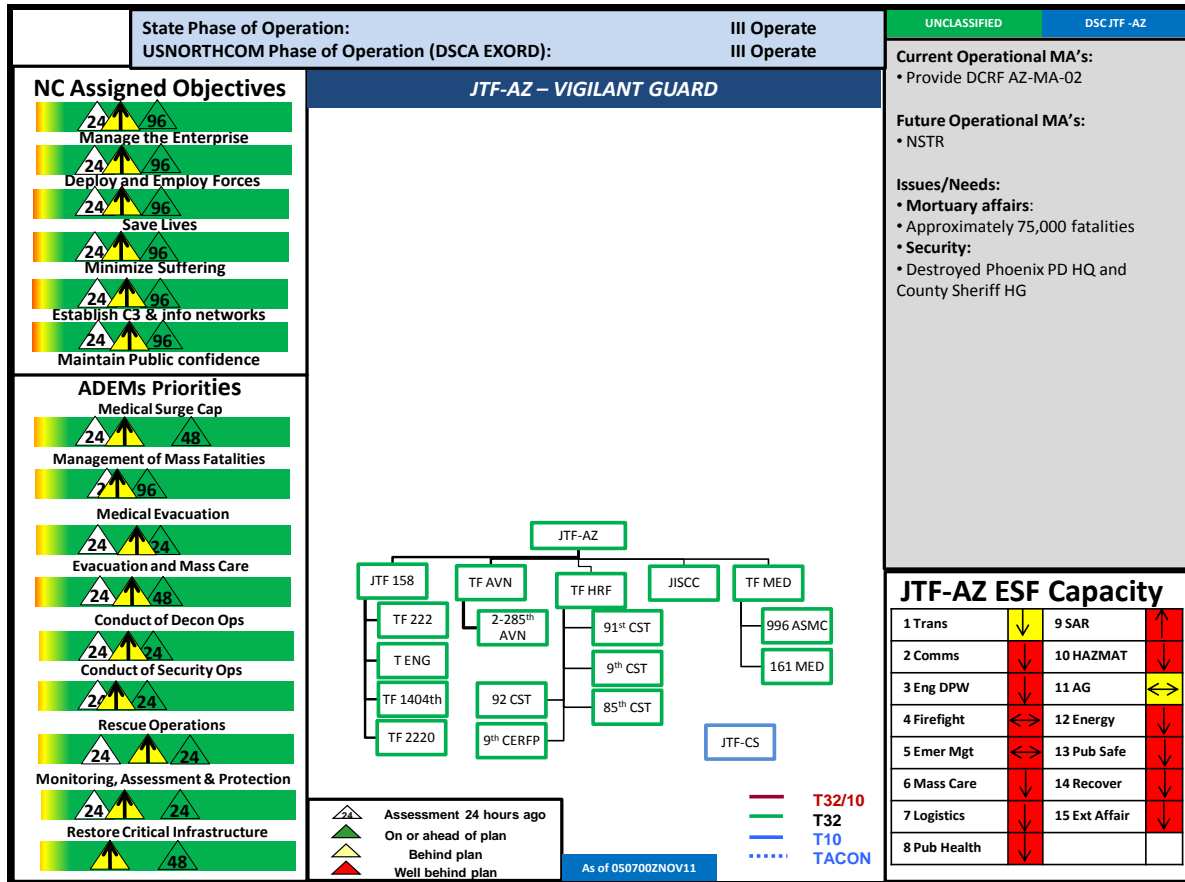 State Phase of Operation: III Operate
USNORTHCOM Phase of Operation (DSCA EXORD): III Operate
UNCLASSIFIED
DSC JTF -AZ
NC Assigned Objectives
24 96
Manage the Enterprise
24 96
Deploy and Employ Forces
24 96
Save Lives
24 96
Minimize Suffering
24 96
Establish C3 & info networks
24 96
Maintain Public confidence
ADEMs Priorities
Medical Surge Cap
24 48
Management of Mass Fatalities
96
Medical Evacuation
24 24
Evacuation and Mass Care
24 48
Conduct of Decon Ops
24 24
Conduct of Security Ops
24 24
Rescue Operations
24 24
Monitoring, Assessment & Protection
24 24
Restore Critical Infrastructure
48
JTF-AZ – VIGILANT GUARD
JTF-AZ
JTF 158
TF AVN
TF HRF
JISCC
TF MED
TF 222
T ENG
TF 1404th
TF 2220
2-285th
AVN
91st CST
9th CST
85th CST
92 CST
9th CERFP
996 ASMC
161 MED
JTF-CS
24 Assessment 24 hours ago
On or ahead of plan
Behind plan
Well behind plan
As of 050700ZNOV11
T32/10
T32
T10
TACON
Current Operational MA's:
• Provide DCRF AZ-MA-02
Future Operational MA's:
• NSTR
Issues/Needs:
• Mortuary affairs:
• Approximately 75,000 fatalities
• Security:
• Destroyed Phoenix PD HQ and
County Sheriff HG
JTF-AZ ESF Capacity
1 Trans 9 SAR
2 Comms 10 HAZMAT
3 Eng DPW 11 AG
4 Firefight 12 Energy
5 Emer Mgt 13 Pub Safe
6 Mass Care 14 Recover
7 Logistics 15 Ext Affair
8 Pub Health